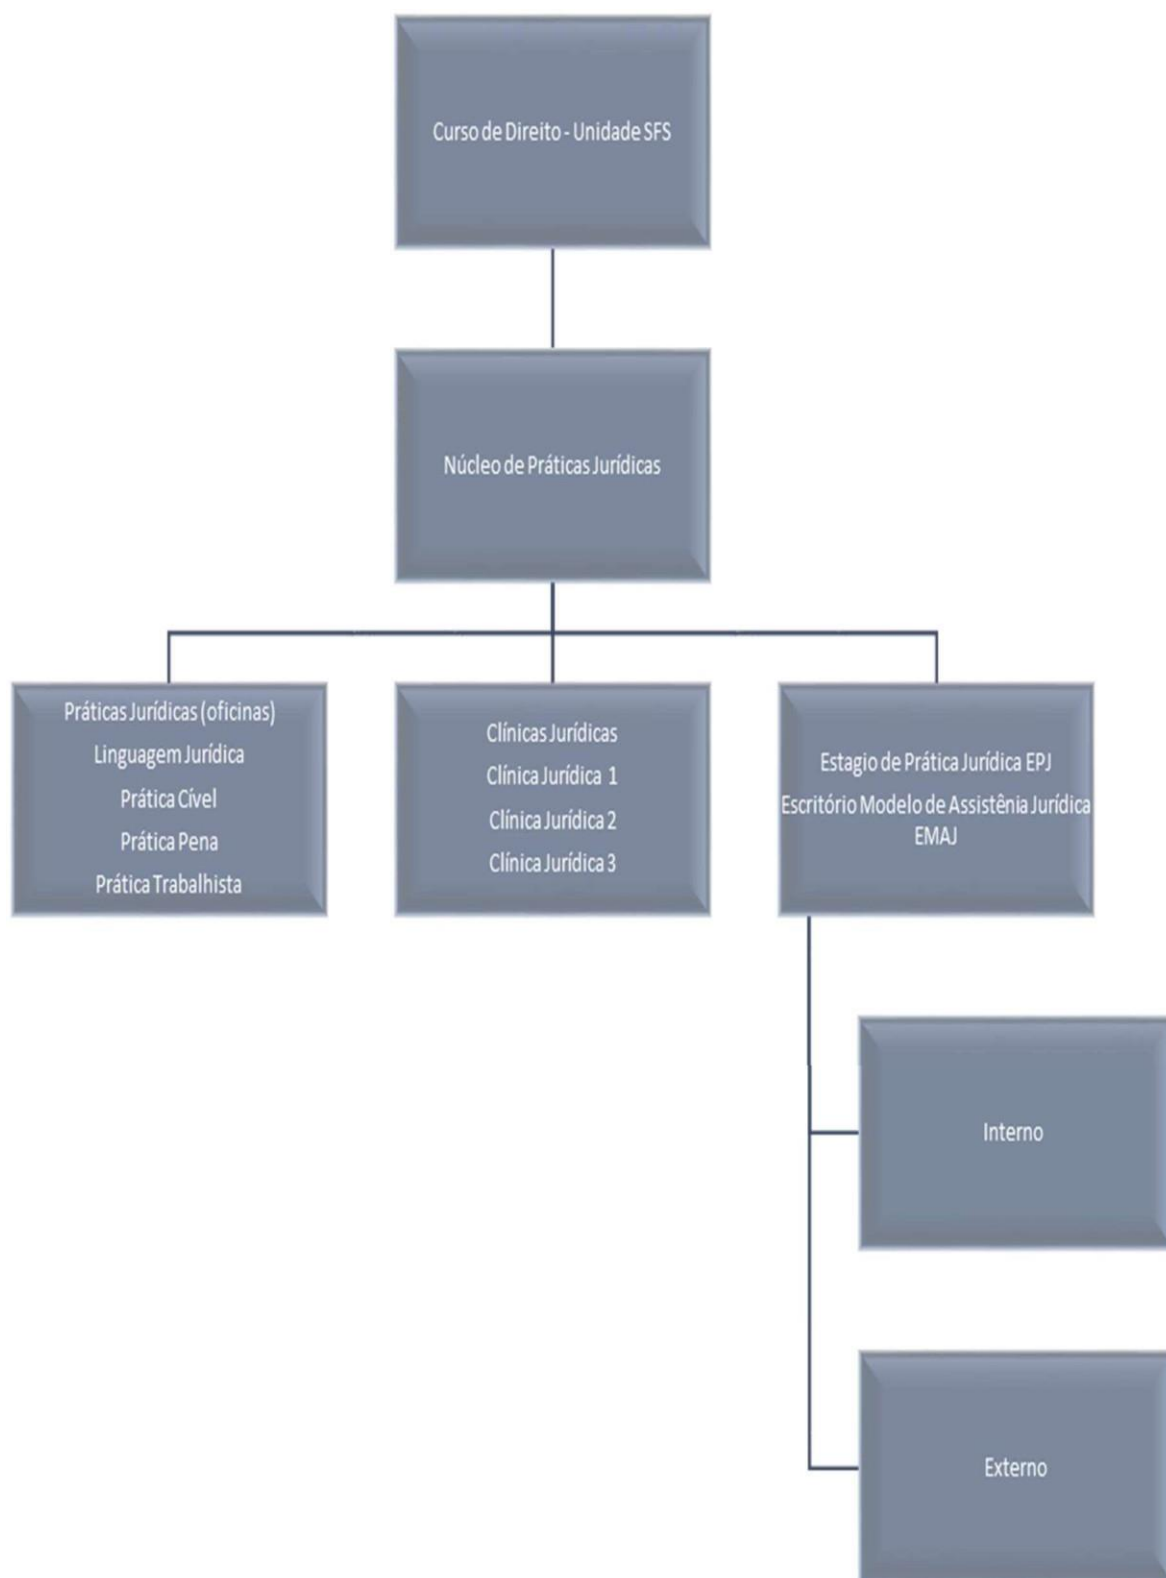 Curso de Direito - Unidade SFS
Núcleo de Práticas Jurídicas
Práticas Jurídicas (oficinas)
Linguagem Jurídica
Prática Cível
Prática Pena
Prática Trabalhista
Clínicas Jurídicas
Clínica Jurídica 1
Clínica Jurídica 2
Clínica Jurídica 3
Estagio de Prática Jurídica EPJ
Escritório Modelo de Assistênia Jurídica
EMAJ
Interno
Externo